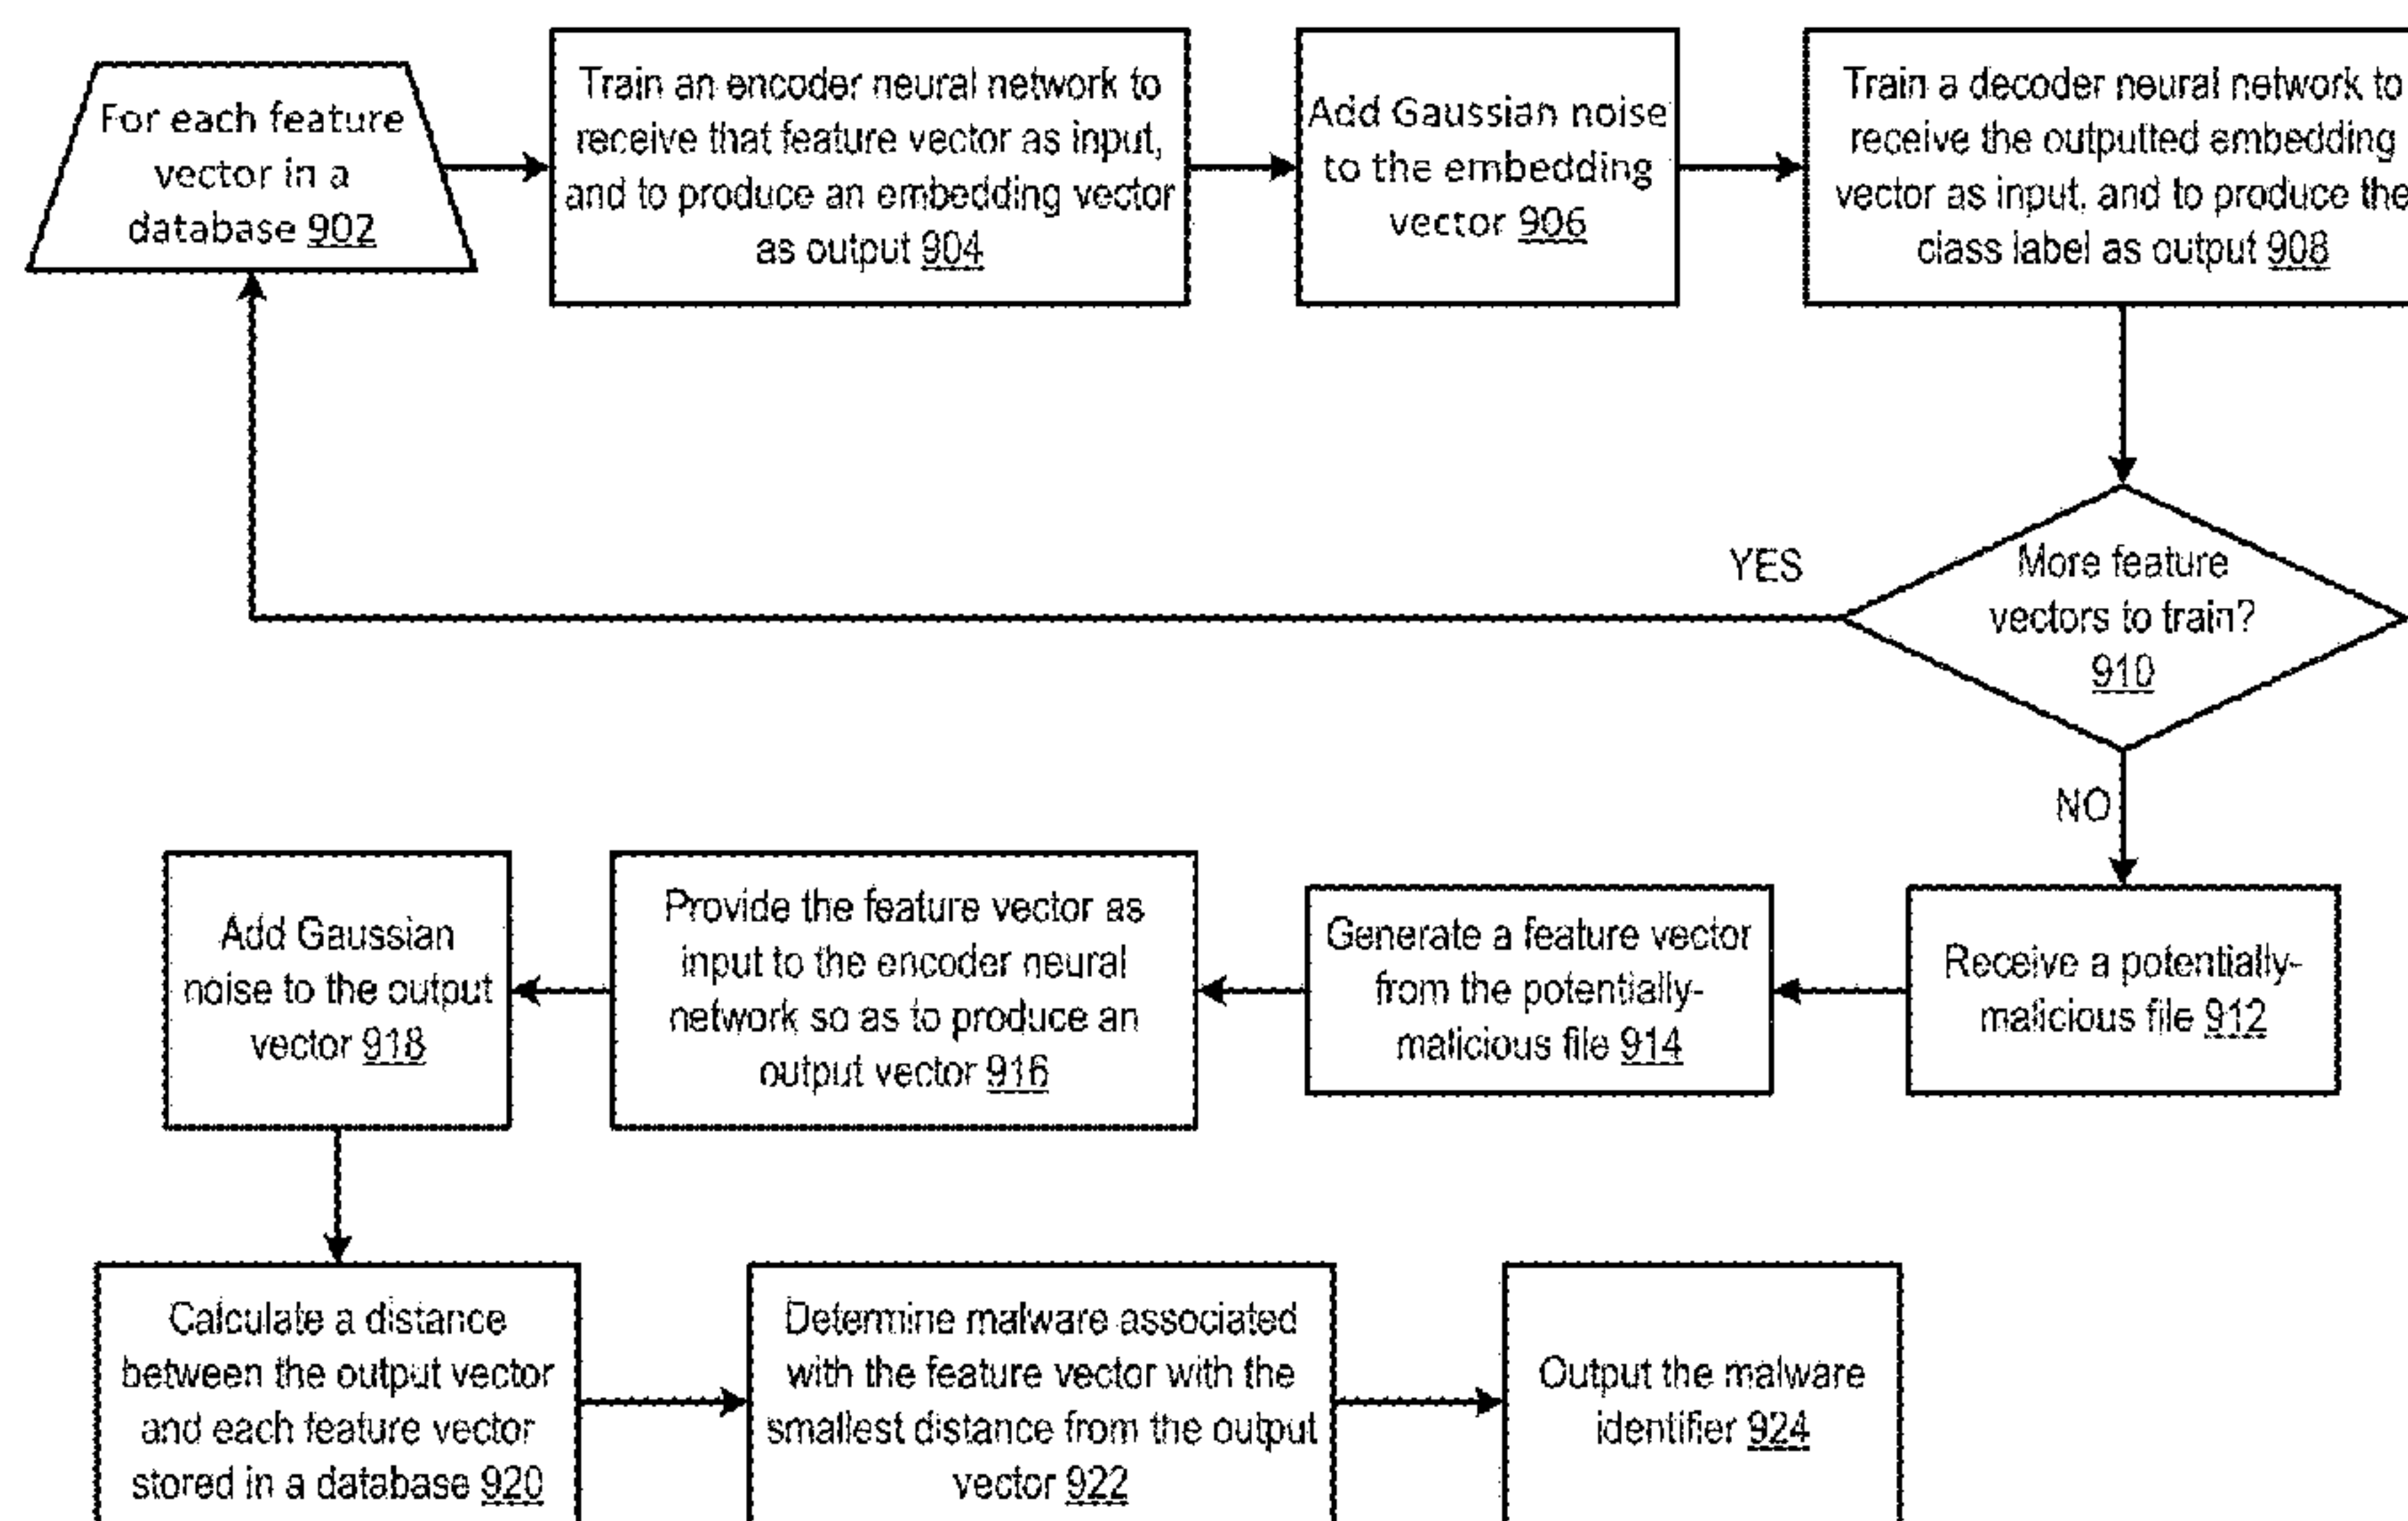 For each feature
vector in a
database 902
Train an encoder neural network to
receive that feature vector as input,
and to produce an embedding vector
as output 904
Add Gaussian noise
to the embedding
vector 906
Train a decoder neural network to
receive the outputted embedding
vector as input, and to produce the
class label as output 908
YES
More feature
vectors to train?
910
NO
Receive a potentially-
malicious file 912
Generate a feature vector
from the potentially-
malicious file 914
Provide the feature vector as
input to the encoder neural
network so as to produce an
output vector 916
Add Gaussian
noise to the output
vector 918
Calculate a distance
between the output vector
and each feature vector
stored in a database 920
Determine malware associated
with the feature vector with the
smallest distance from the output
vector 922
Output the malware
identifier 924